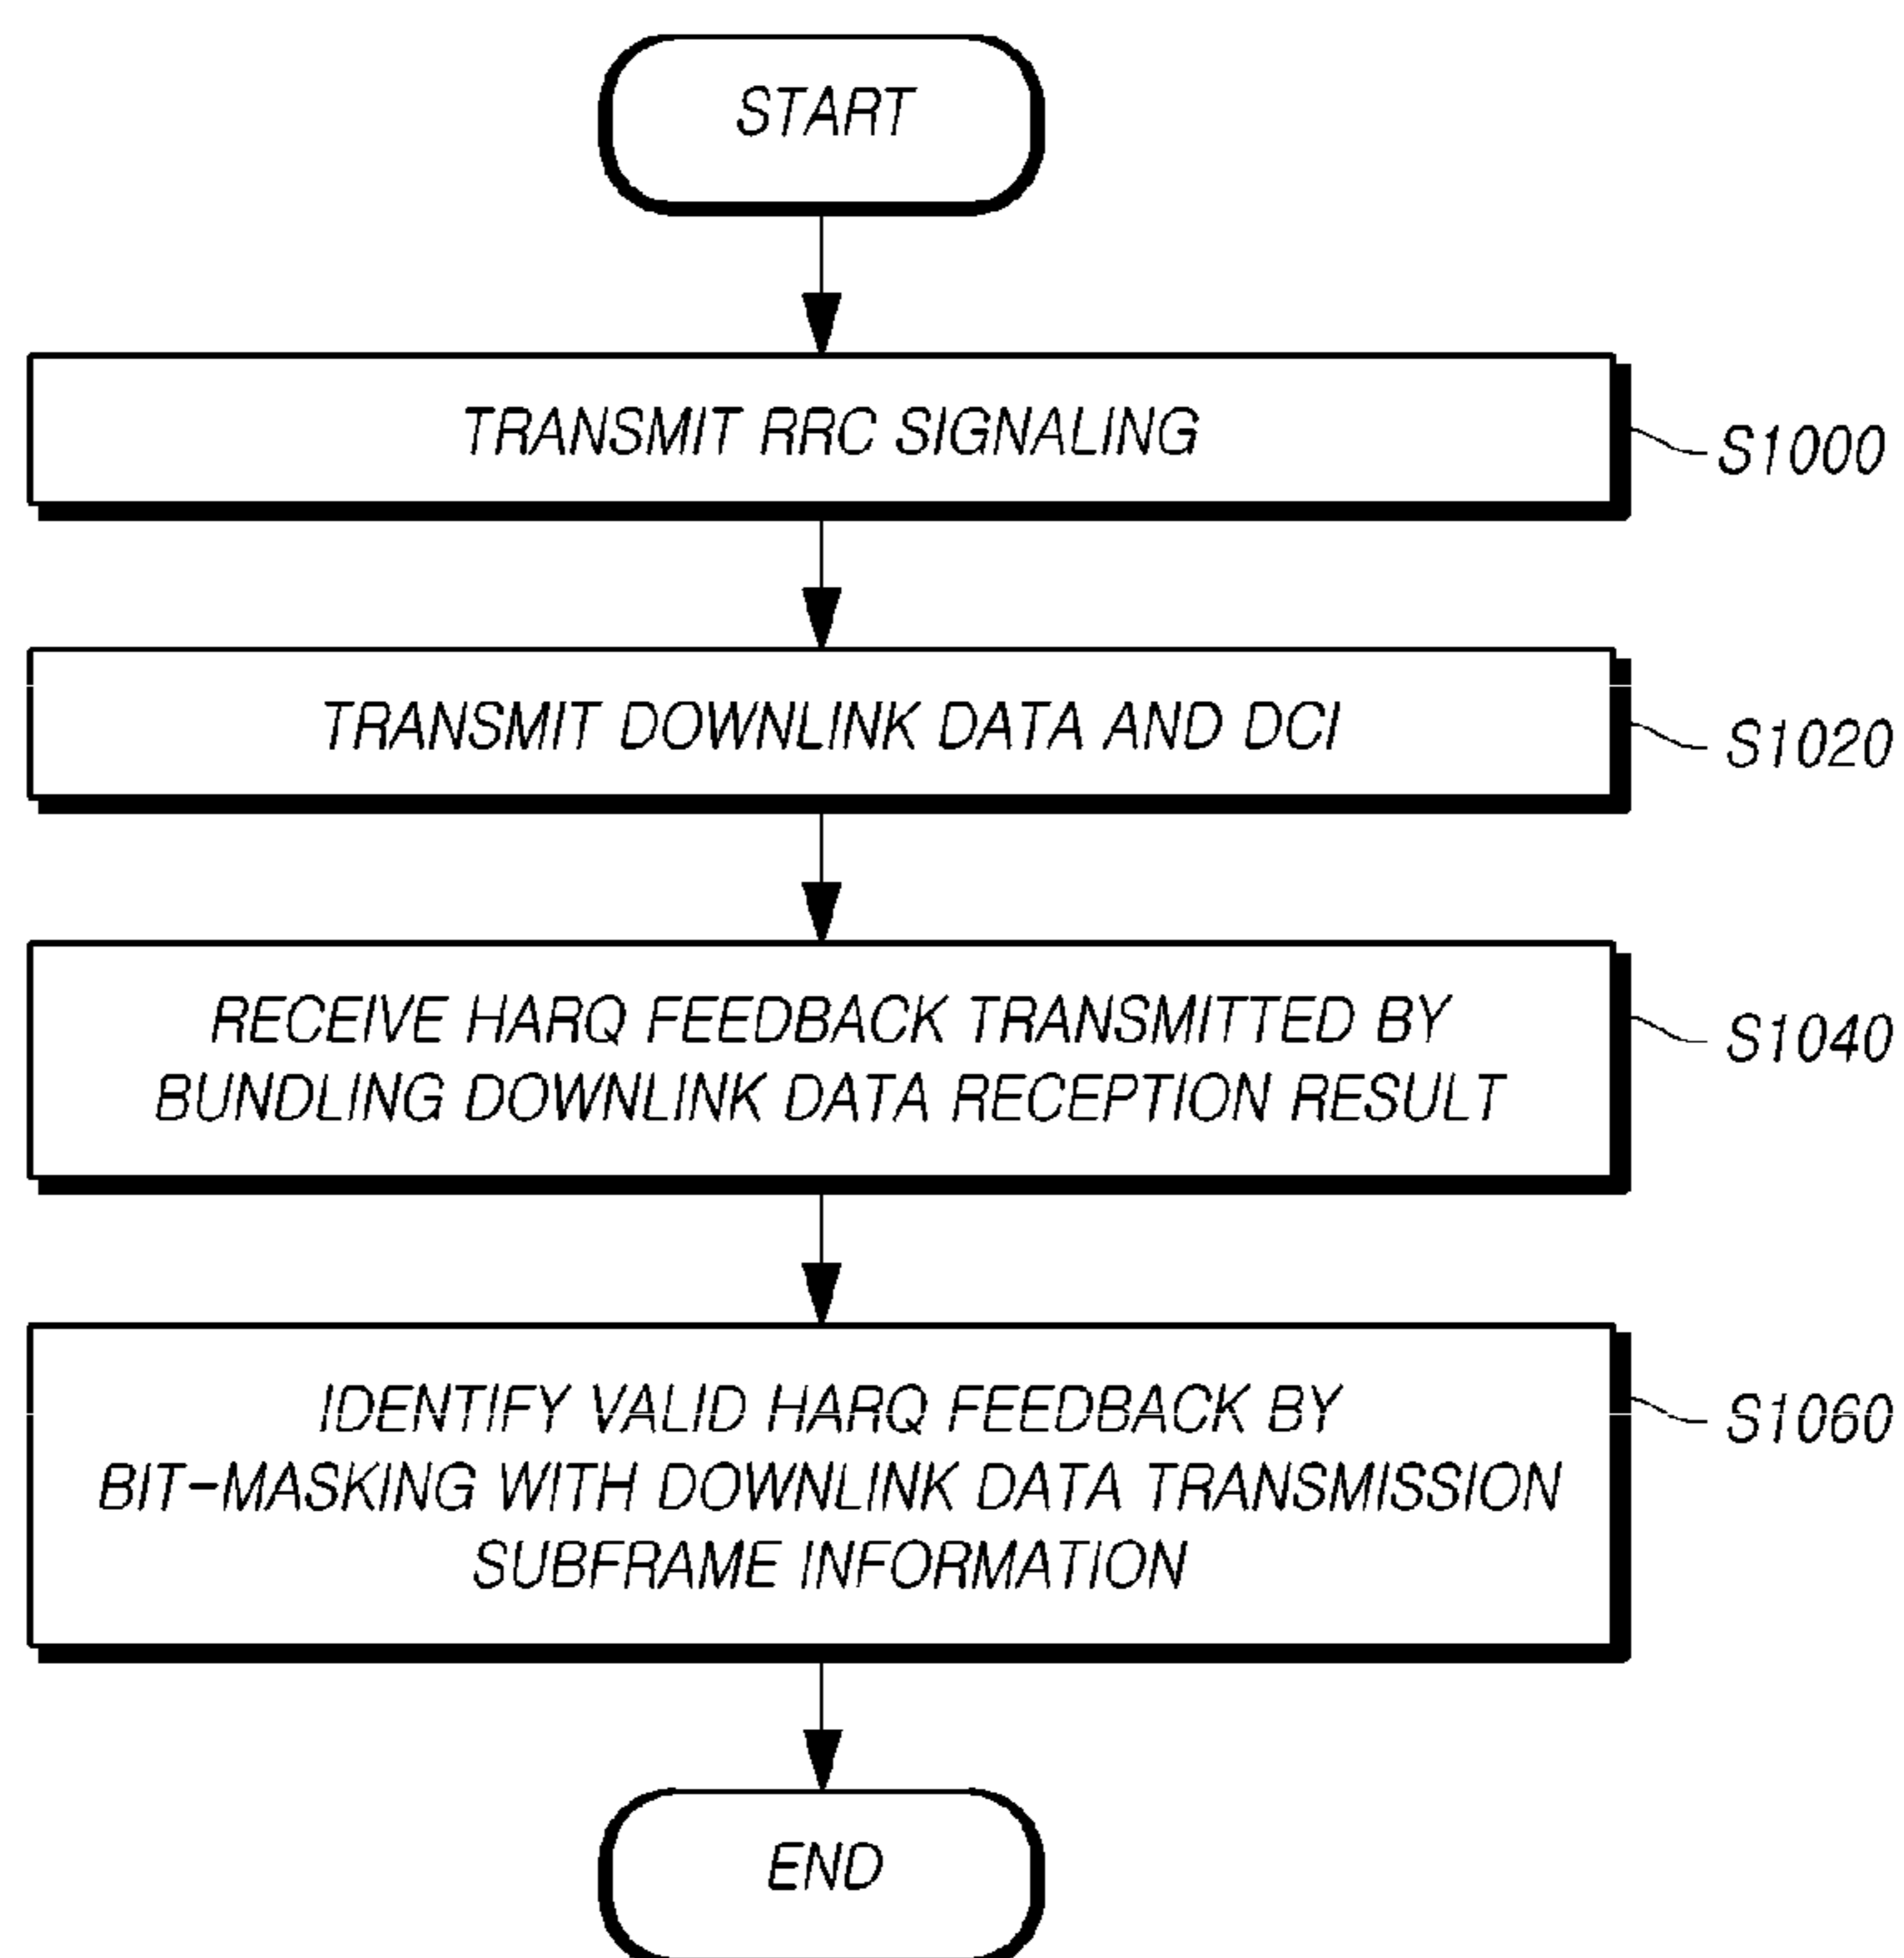 START
TRANSMIT RRC SIGNALING
S1000
TRANSMIT DOWNLINK DATA AND DCI
S1020
RECEIVE HARQ FEEDBACK TRANSMITTED BY
BUNDLING DOWNLINK DATA RECEPTION RESULT
S1040
IDENTIFY VALID HARQ FEEDBACK BY
BIT-MASKING WITH DOWNLINK DATA TRANSMISSION
SUBFRAME INFORMATION
S1060
END